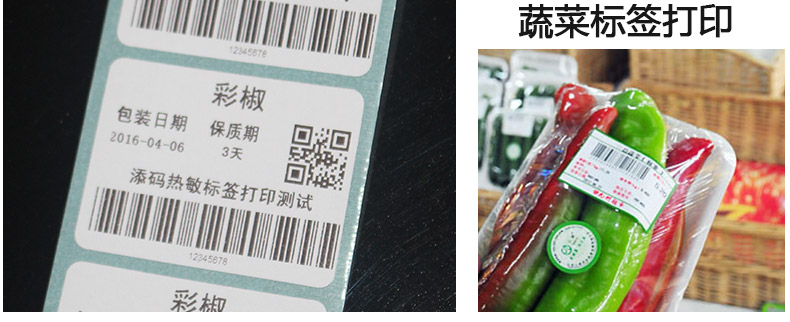 12345678
彩椒
包装日期 保质期
2016-04-06 3天
添码热敏标签打印测试
12345678
彩椒
蔬菜标签打印